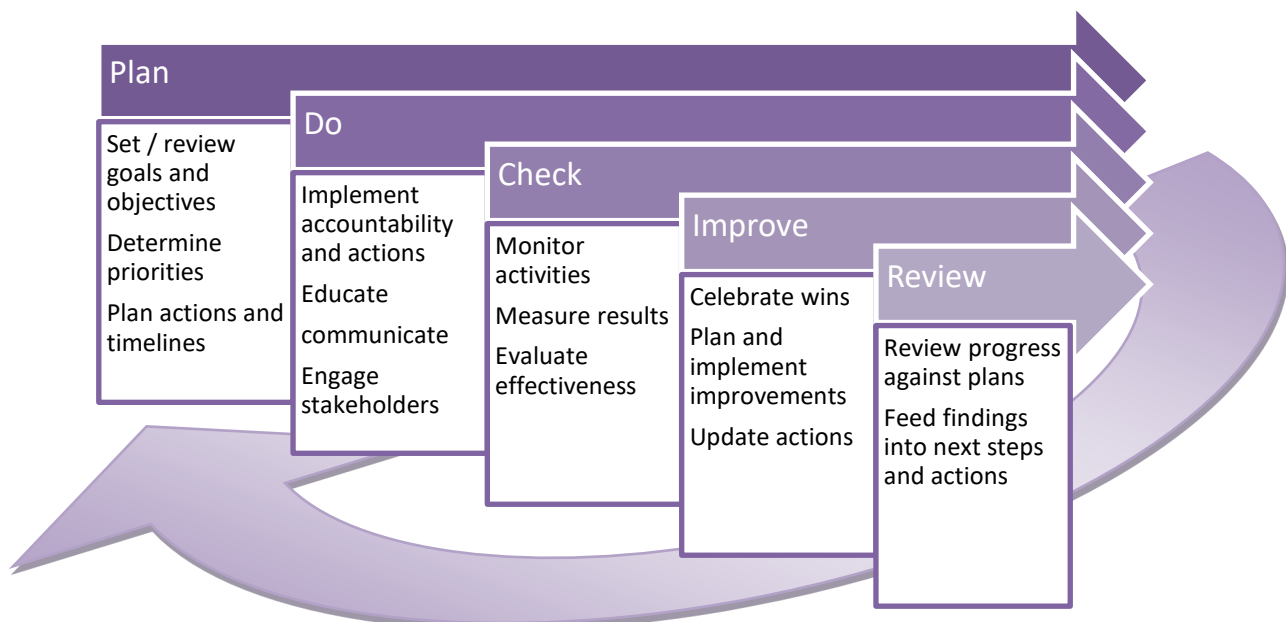 Plan
Set / review
goals and
objectives
Determine
priorities
Plan actions and
timelines
Do
Implement
accountability
and actions
Educate
communicate
Engage
stakeholders
Check
Monitor
activities
Measure results
Evaluate
effectiveness
Improve
Celebrate wins
Plan and
implement
improvements
Update actions
Review
Review progress
against plans
Feed findings
into next steps
and actions